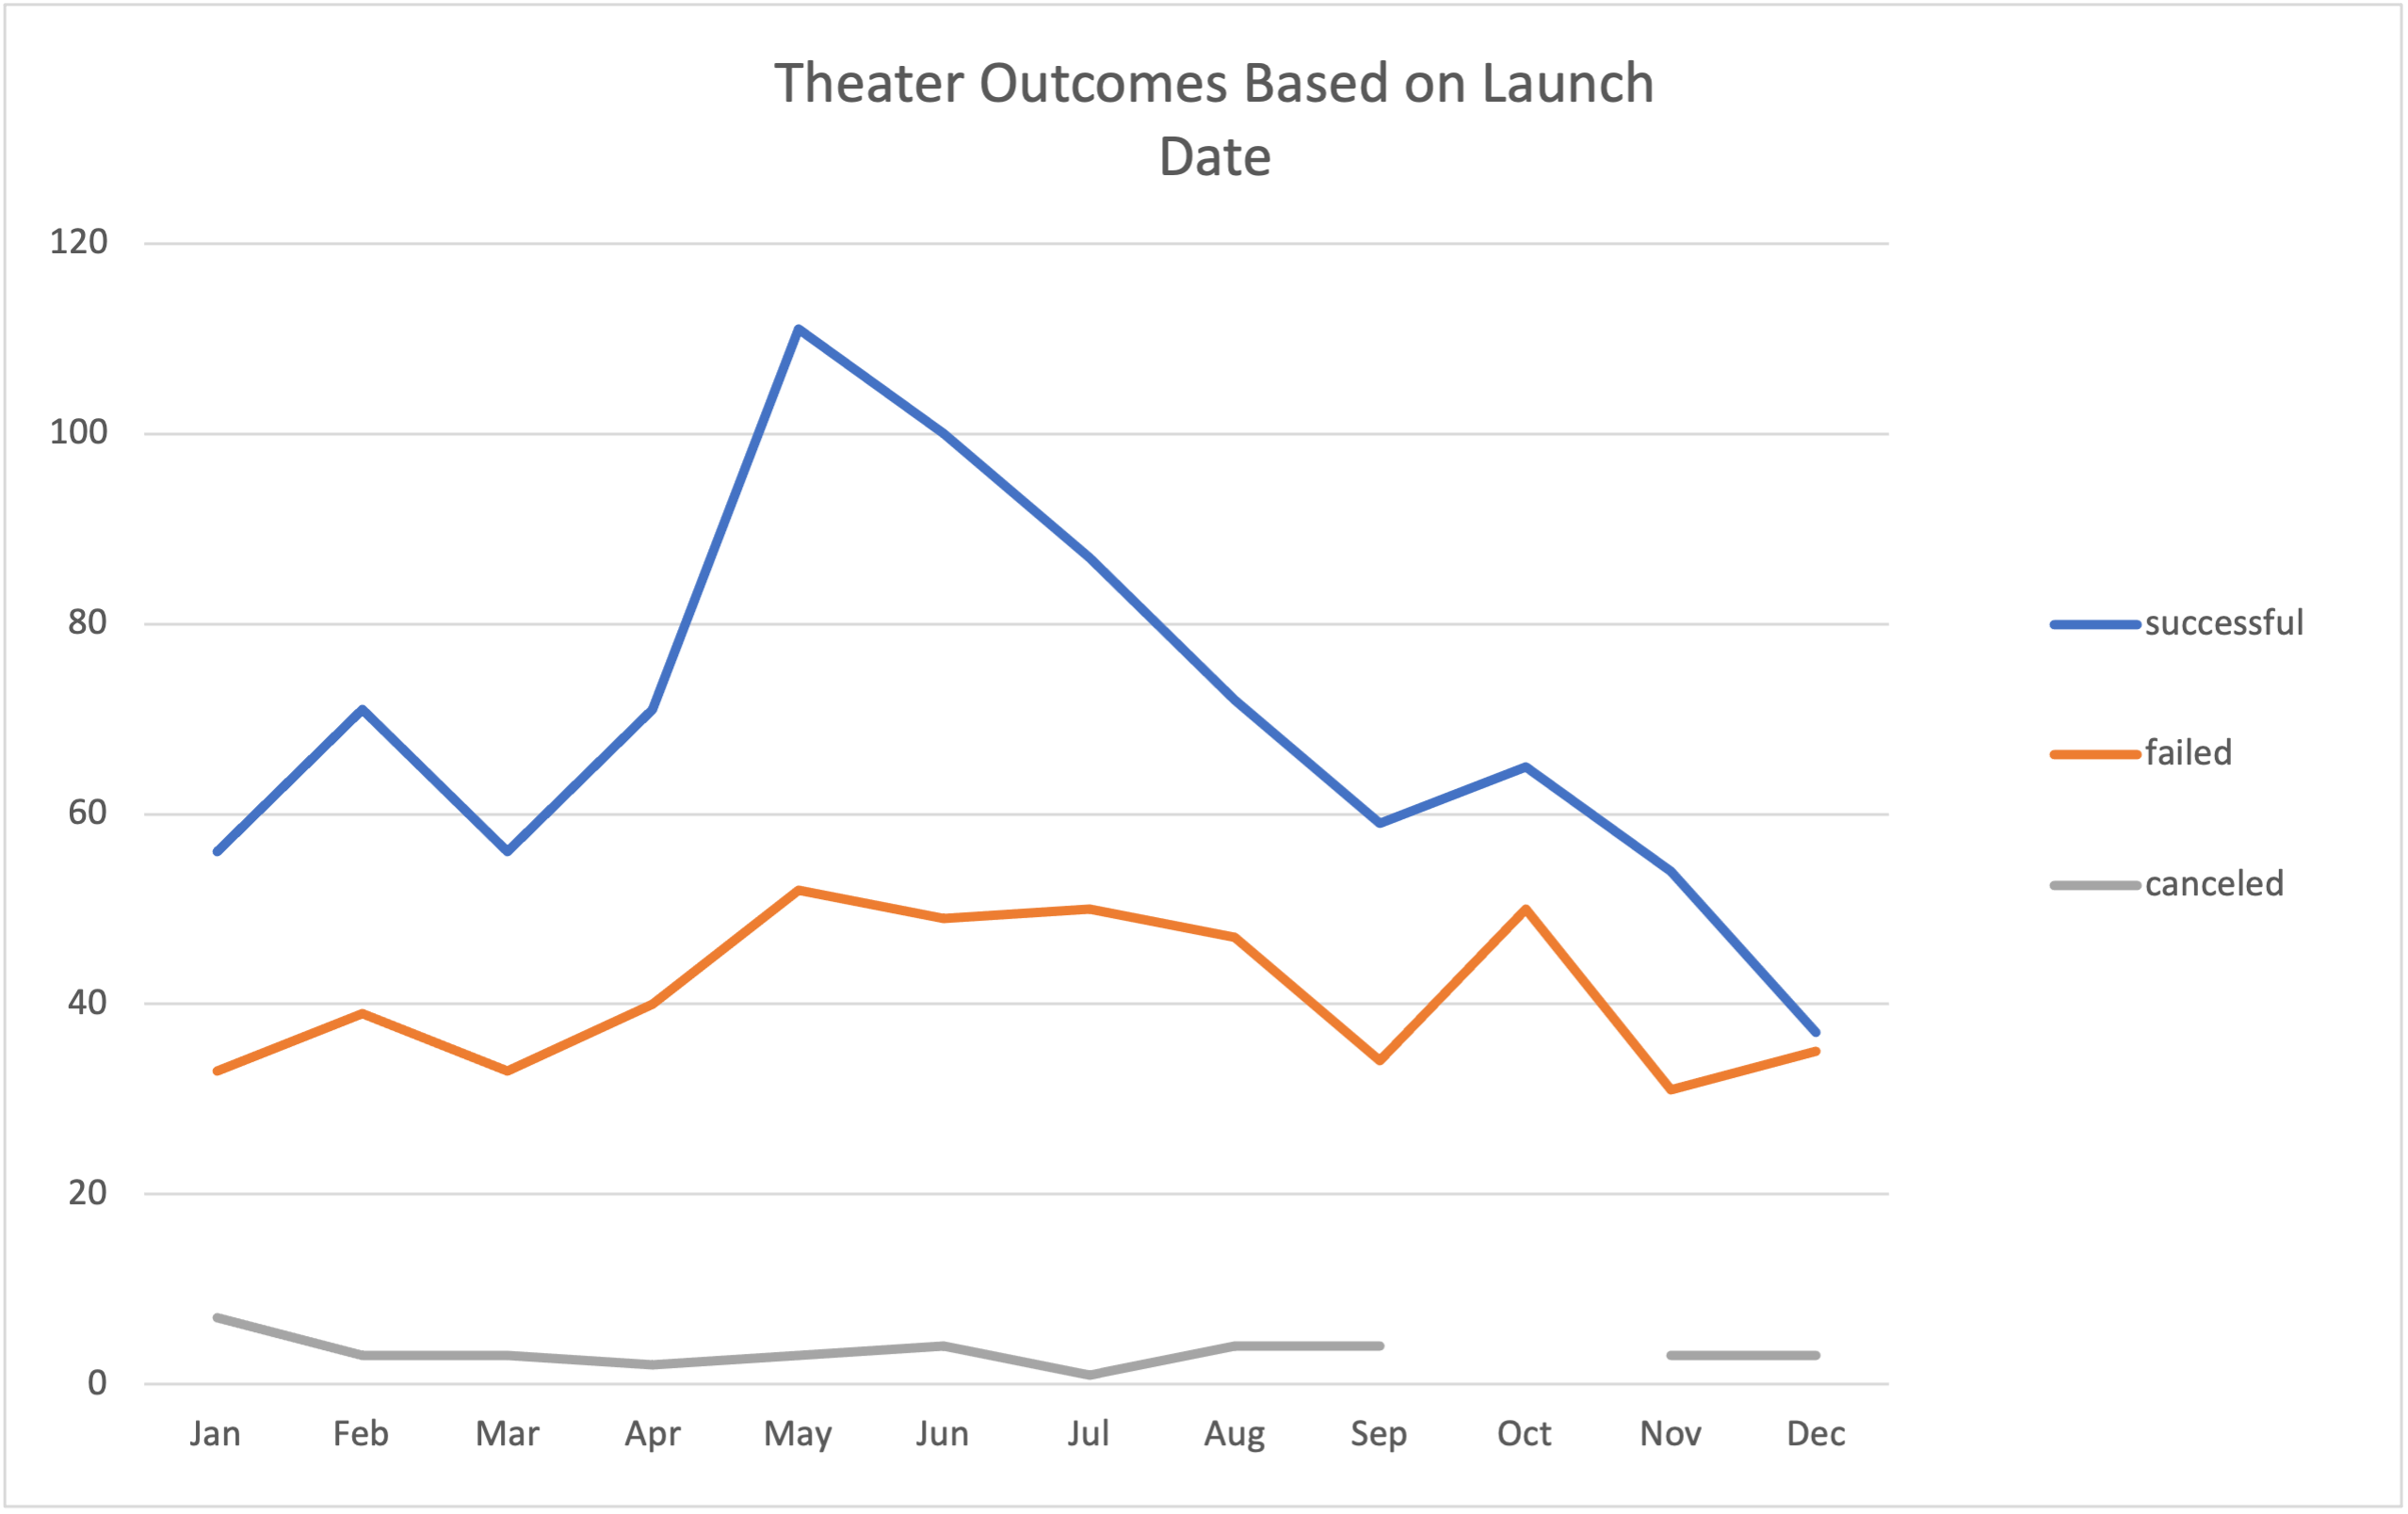 Theater Outcomes Based on Launch
Date
120
100
80
60
40
20
0
Jan Feb Mar Apr May Jun Jul Aug Sep Oct Nov Dec
successful
failed
canceled